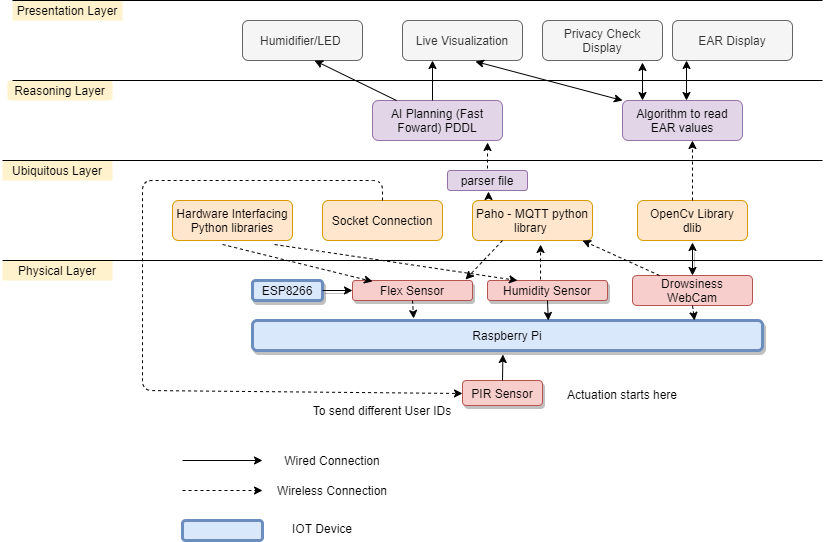 Presentation Layer
Humidifier/LED
Live Visualization
Privacy Check
Display
EAR Display
Reasoning Layer
AI Planning (Fast
Foward) PDDL
Algorithm to read
EAR values
Ubiquitous Layer
parser file
Hardware Interfacing
Python libraries
Socket Connection
Paho - MQTT python
library
OpenCv Library
dlib
Physical Layer
ESP8266
Flex Sensor
Humidity Sensor
Drowsiness
WebCam
Raspberry Pi
PIR Sensor
Actuation starts here
To send different User IDs
Wired Connection
Wireless Connection
IOT Device